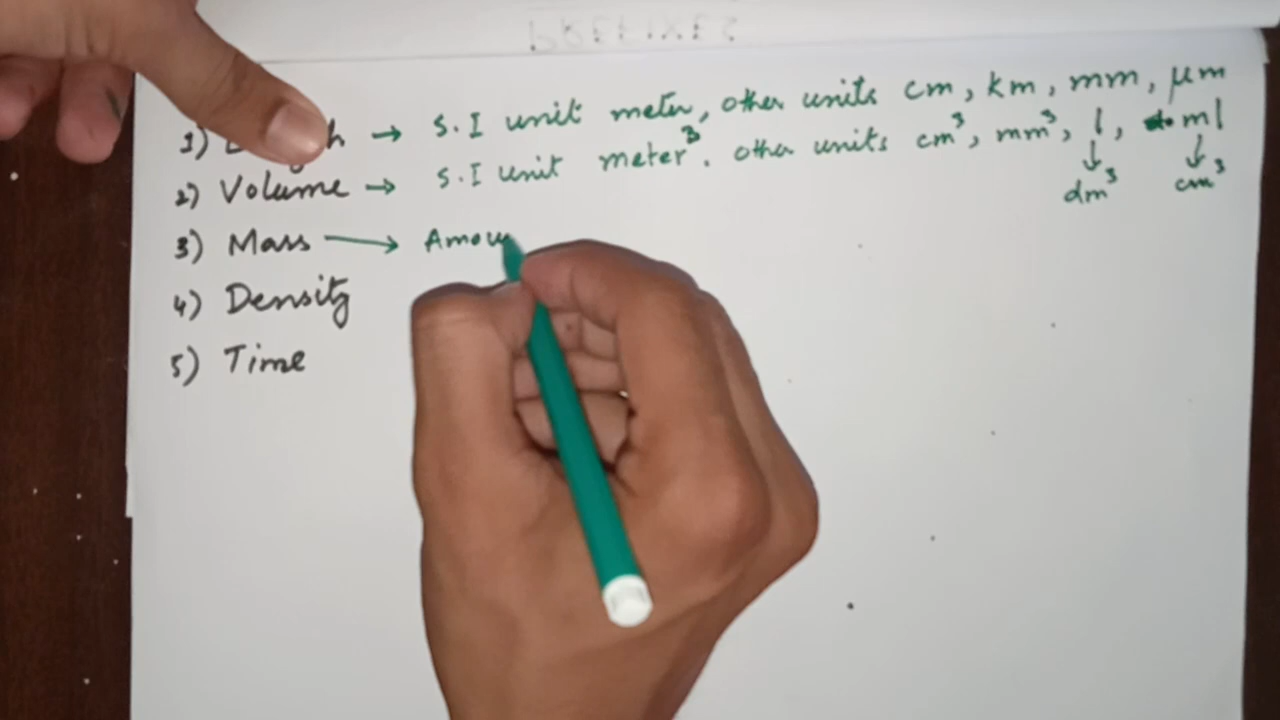 PREFIXES
1) L h → S.I unit meter, other units cm, km, mm, µm
2) Volume → S.I unit meter³. other units cm³, mm³, l, ml
↓ dm³ ↓ cm³
3) Mass → Amou
4) Density
5) Time